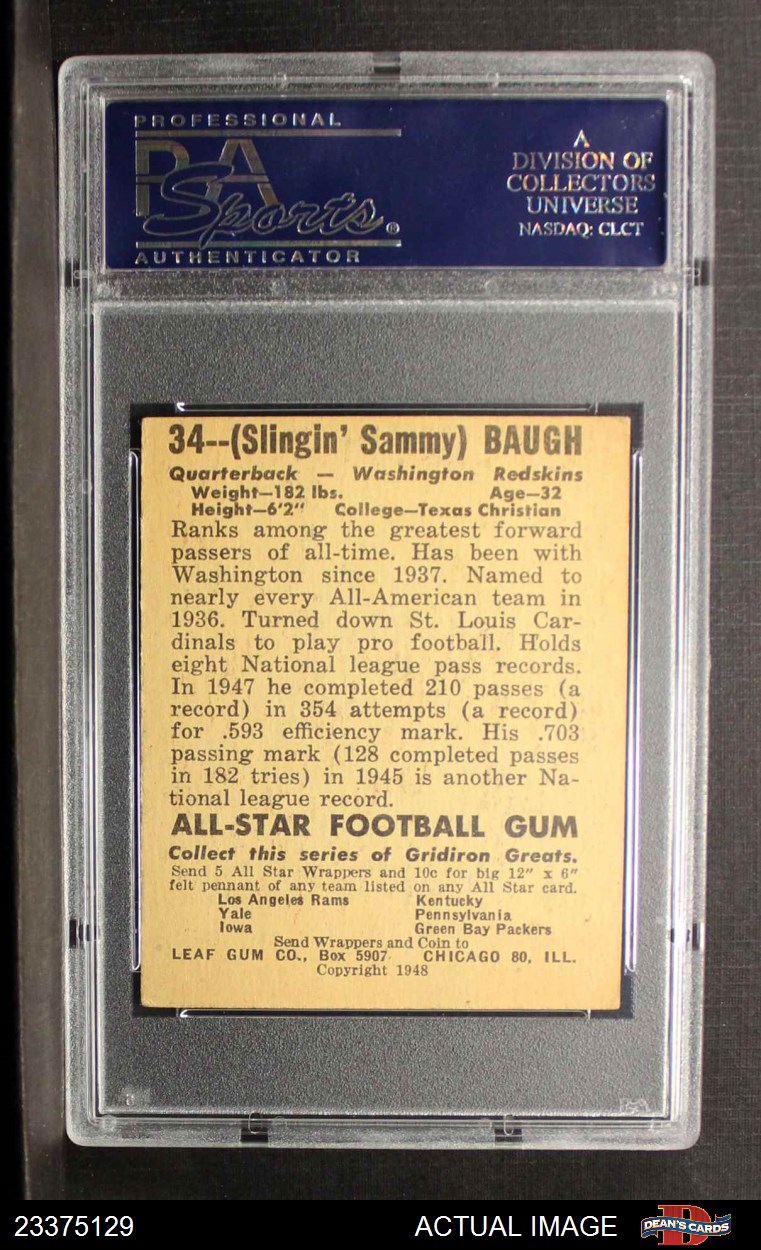 PROFESSIONAL
PSA
Sports®
AUTHENTICATOR
A
DIVISION OF
COLLECTORS
UNIVERSE
NASDAQ: CLCT
34--(Slingin' Sammy) BAUGH
Quarterback — Washington Redskins
Weight—182 lbs. Age—32
Height—6'2" College—Texas Christian
Ranks among the greatest forward
passers of all-time. Has been with
Washington since 1937. Named to
nearly every All-American team in
1936. Turned down St. Louis Car-
dinals to play pro football. Holds
eight National league pass records.
In 1947 he completed 210 passes (a
record) in 354 attempts (a record)
for .593 efficiency mark. His .703
passing mark (128 completed passes
in 182 tries) in 1945 is another Na-
tional league record.
ALL-STAR FOOTBALL GUM
Collect this series of Gridiron Greats.
Send 5 All Star Wrappers and 10c for big 12" x 6"
felt pennant of any team listed on any All Star card.
Los Angeles Rams Kentucky
Yale Pennsylvania
Iowa Green Bay Packers
Send Wrappers and Coin to
LEAF GUM CO., Box 5907 CHICAGO 80, ILL.
Copyright 1948
23375129 ACTUAL IMAGE DEAN'S CARDS